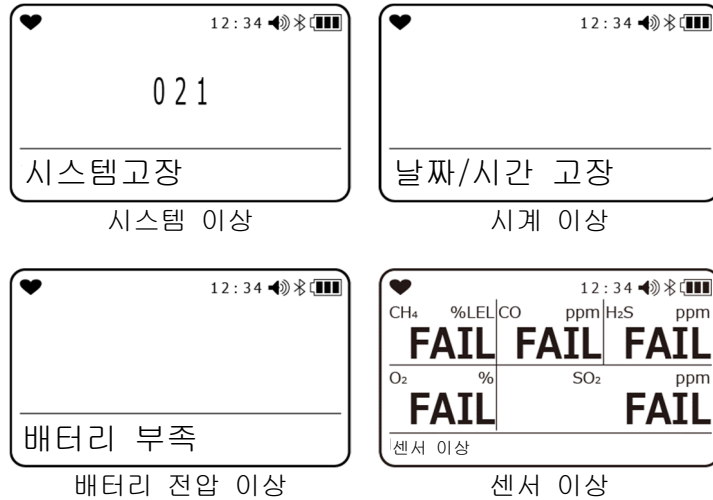 12:34
021
시스템고장
시스템 이상
12:34
날짜/시간 고장
시계 이상
12:34
배터리 부족
배터리 전압 이상
12:34
CH₄ %LEL CO ppm H₂S ppm
FAIL FAIL FAIL
O₂ % SO₂ ppm
FAIL FAIL
센서 이상
센서 이상